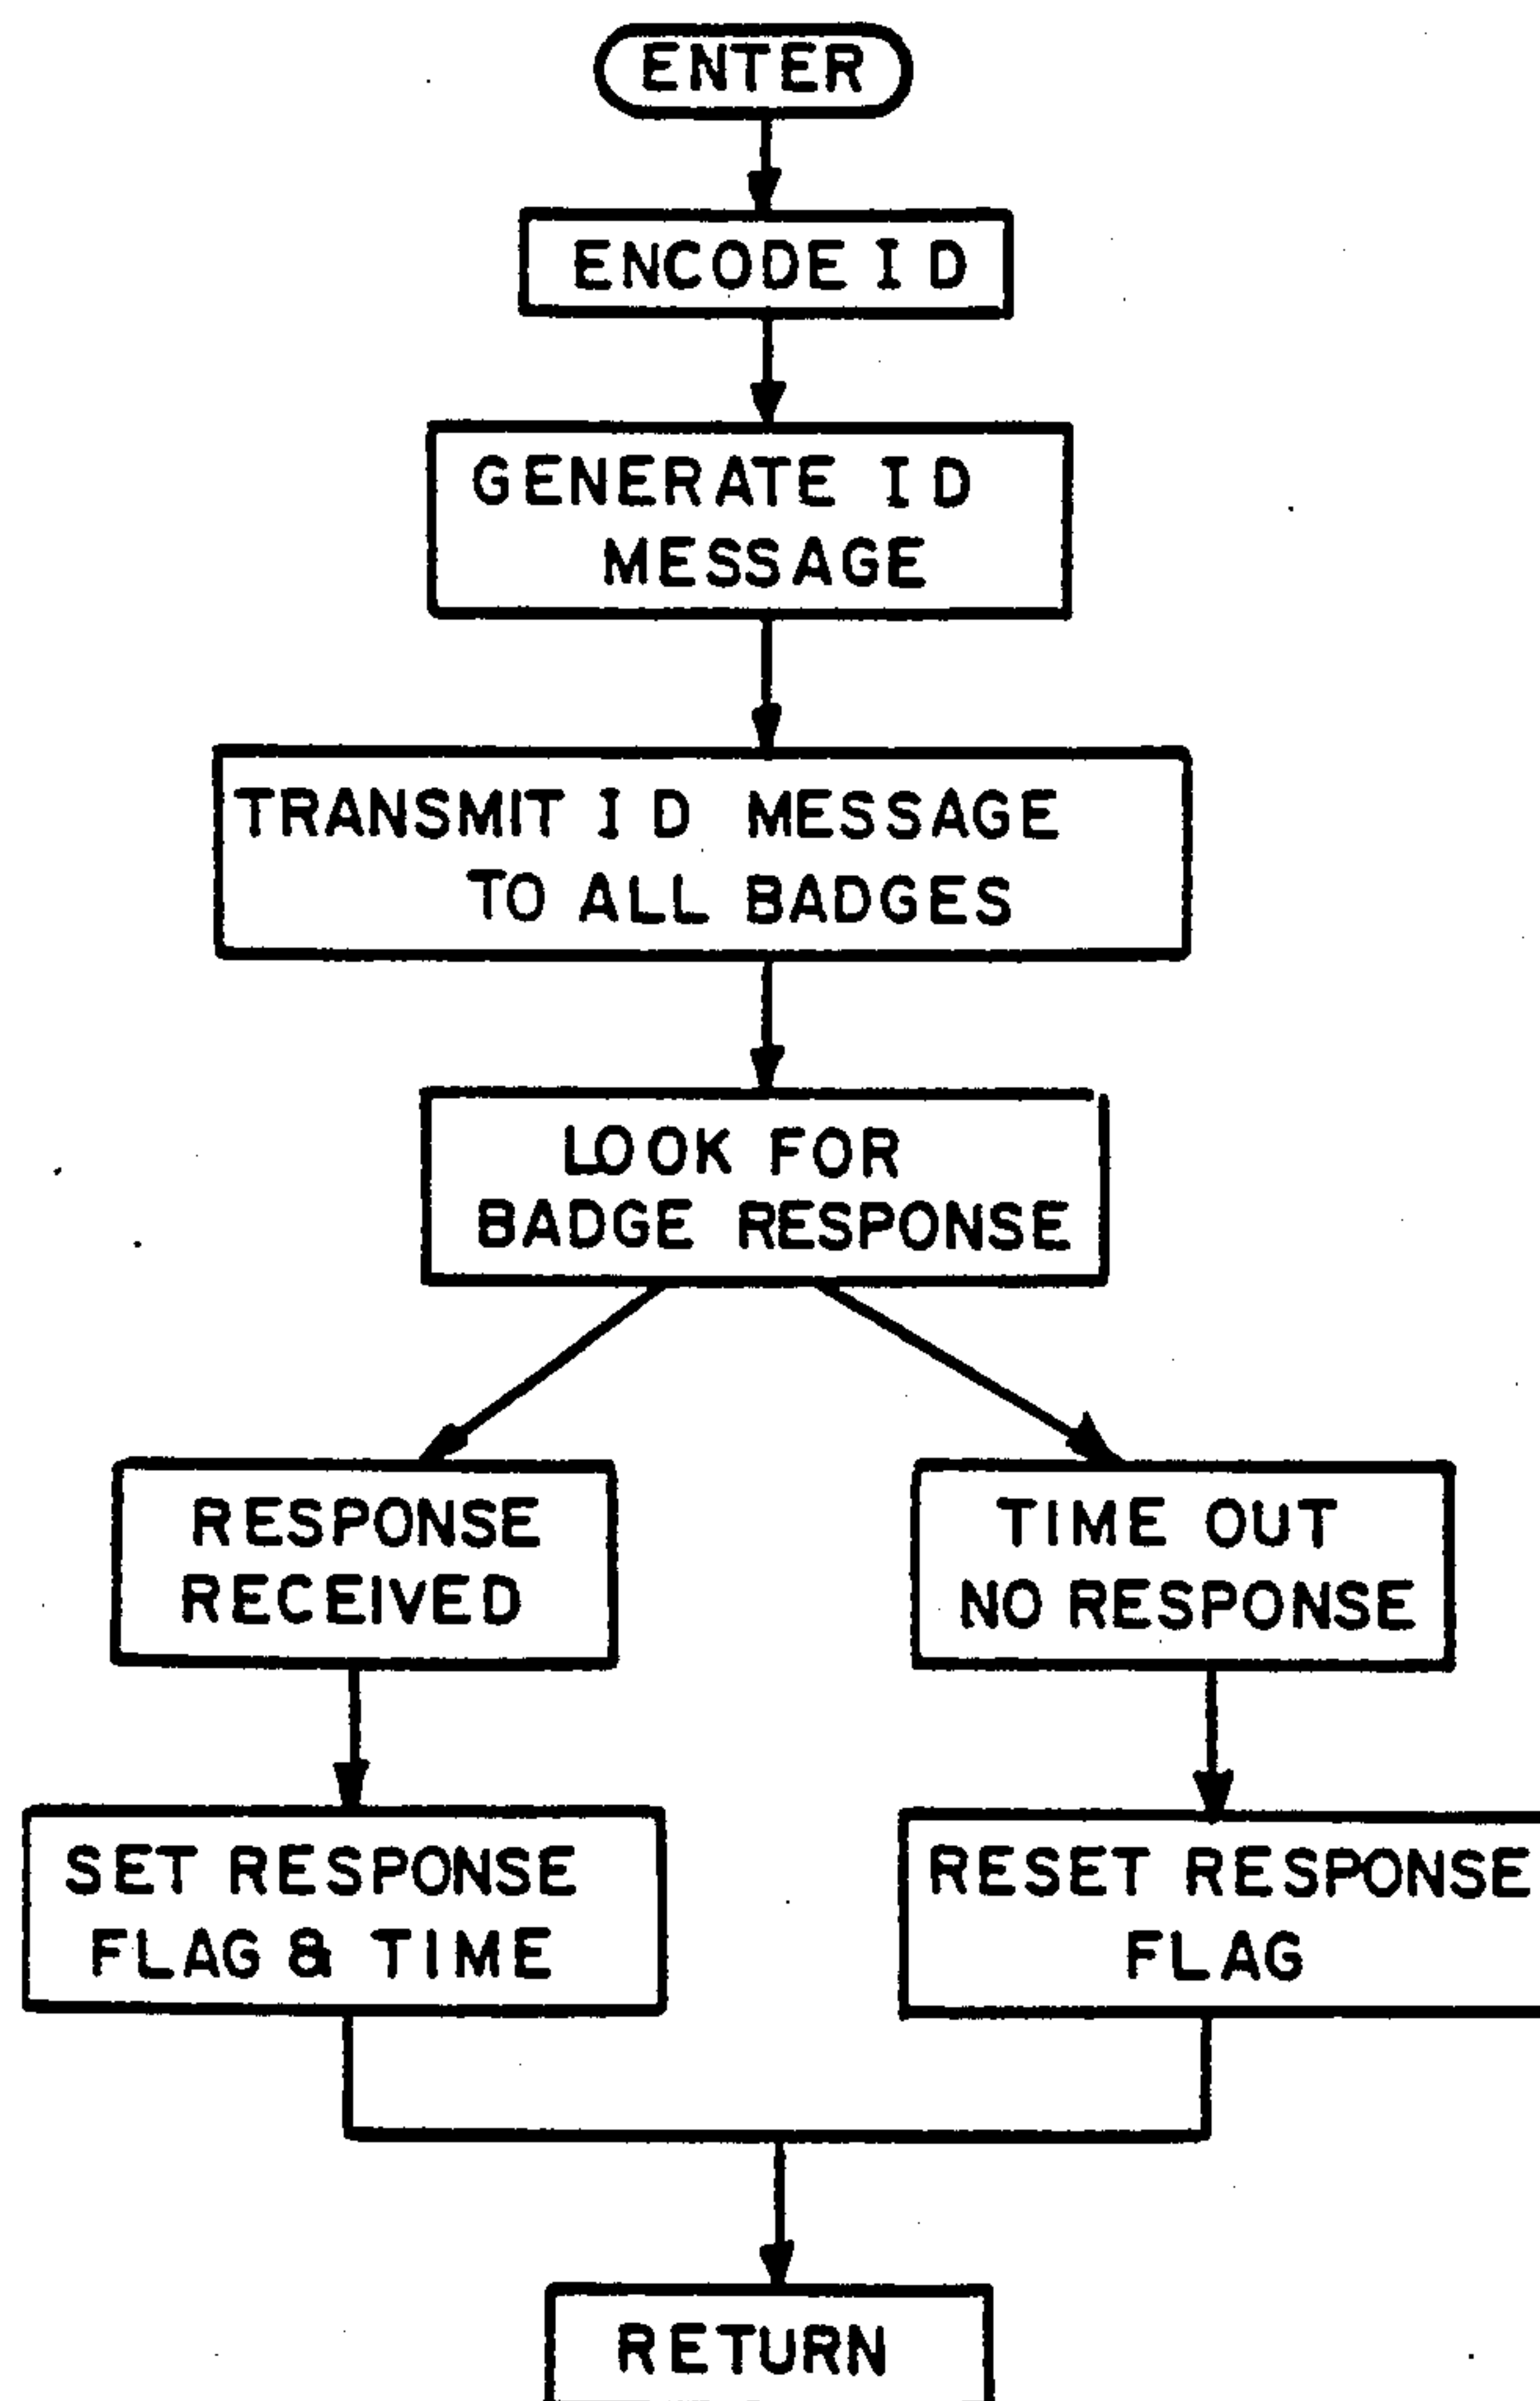 ENTER
ENCODE ID
GENERATE ID
MESSAGE
TRANSMIT ID MESSAGE
TO ALL BADGES
LOOK FOR
BADGE RESPONSE
RESPONSE
RECEIVED
TIME OUT
NO RESPONSE
SET RESPONSE
FLAG & TIME
RESET RESPONSE
FLAG
RETURN